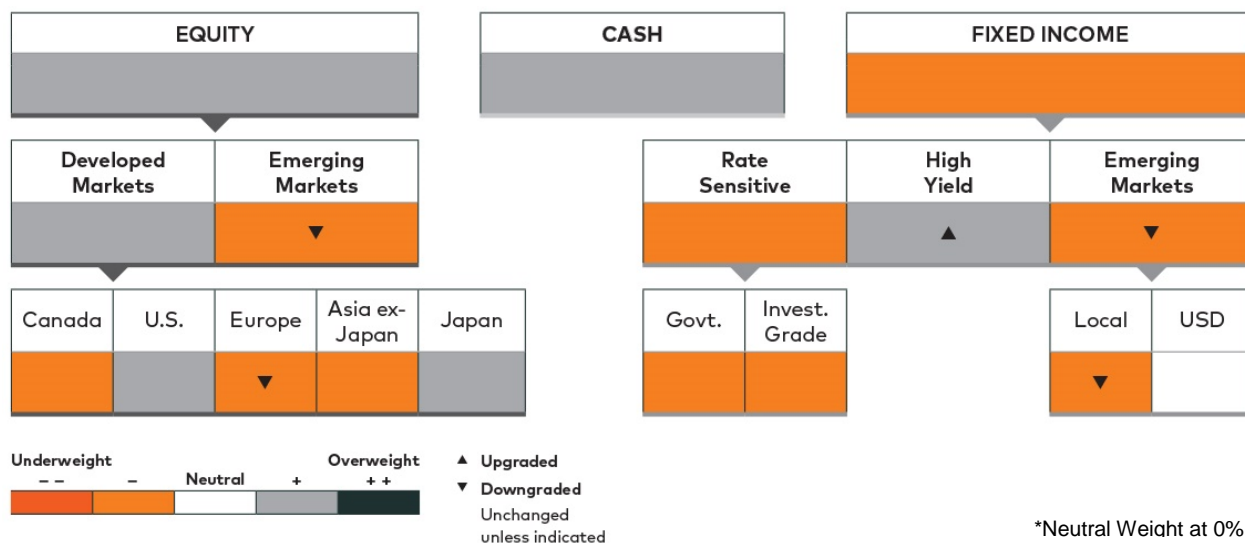 EQUITY
CASH
FIXED INCOME
Developed
Markets
Emerging
Markets
Rate
Sensitive
High
Yield
Emerging
Markets
▼
▲
▼
Canada
U.S.
Europe
Asia ex-
Japan
Japan
Govt.
Invest.
Grade
Local
USD
▼
▼
Underweight
Overweight
– –
–
Neutral
+
+ +
▲ Upgraded
▼ Downgraded
Unchanged
unless indicated
*Neutral Weight at 0%